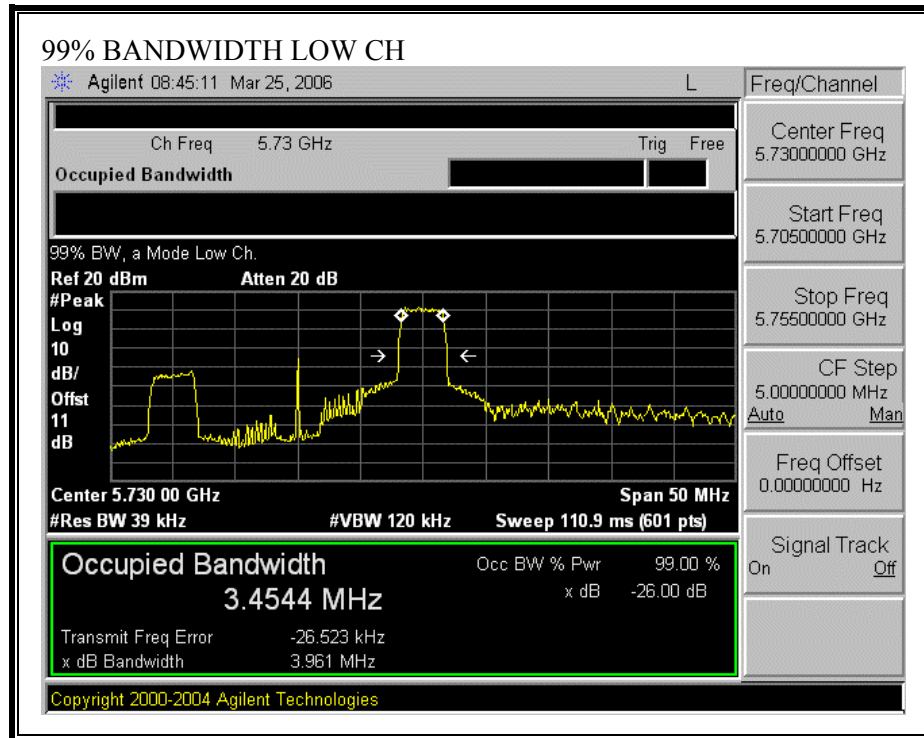 99% BANDWIDTH LOW CH
Agilent 08:45:11 Mar 25, 2006 L
Freq/Channel
Ch Freq 5.73 GHz Trig Free
Occupied Bandwidth
Center Freq
5.73000000 GHz
Start Freq
5.70500000 GHz
Stop Freq
5.75500000 GHz
CF Step
5.00000000 MHz
Auto Man
Freq Offset
0.00000000 Hz
Signal Track
On Off
99% BW, a Mode Low Ch.
Ref 20 dBm Atten 20 dB
#Peak
Log
10
dB/
Offst
11
dB
Center 5.730 00 GHz Span 50 MHz
#Res BW 39 kHz #VBW 120 kHz Sweep 110.9 ms (601 pts)
Occupied Bandwidth
3.4544 MHz
Occ BW % Pwr 99.00 %
x dB -26.00 dB
Transmit Freq Error -26.523 kHz
x dB Bandwidth 3.961 MHz
Copyright 2000-2004 Agilent Technologies